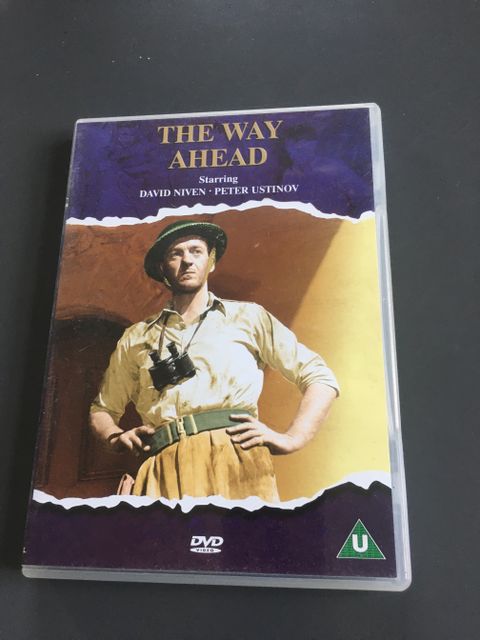 THE WAY
AHEAD
Starring
DAVID NIVEN · PETER USTINOV
DVD
VIDEO
U